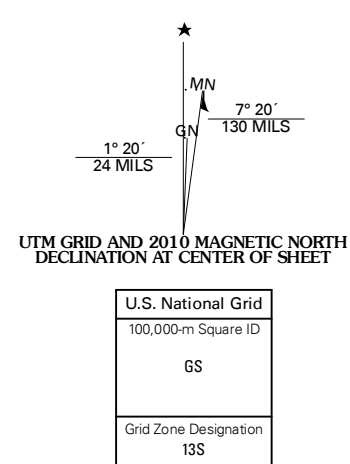 MN
7° 20´
130 MILS
GN
1° 20´
24 MILS
UTM GRID AND 2010 MAGNETIC NORTH
DECLINATION AT CENTER OF SHEET
U.S. National Grid
100,000-m Square ID
GS
Grid Zone Designation
13S